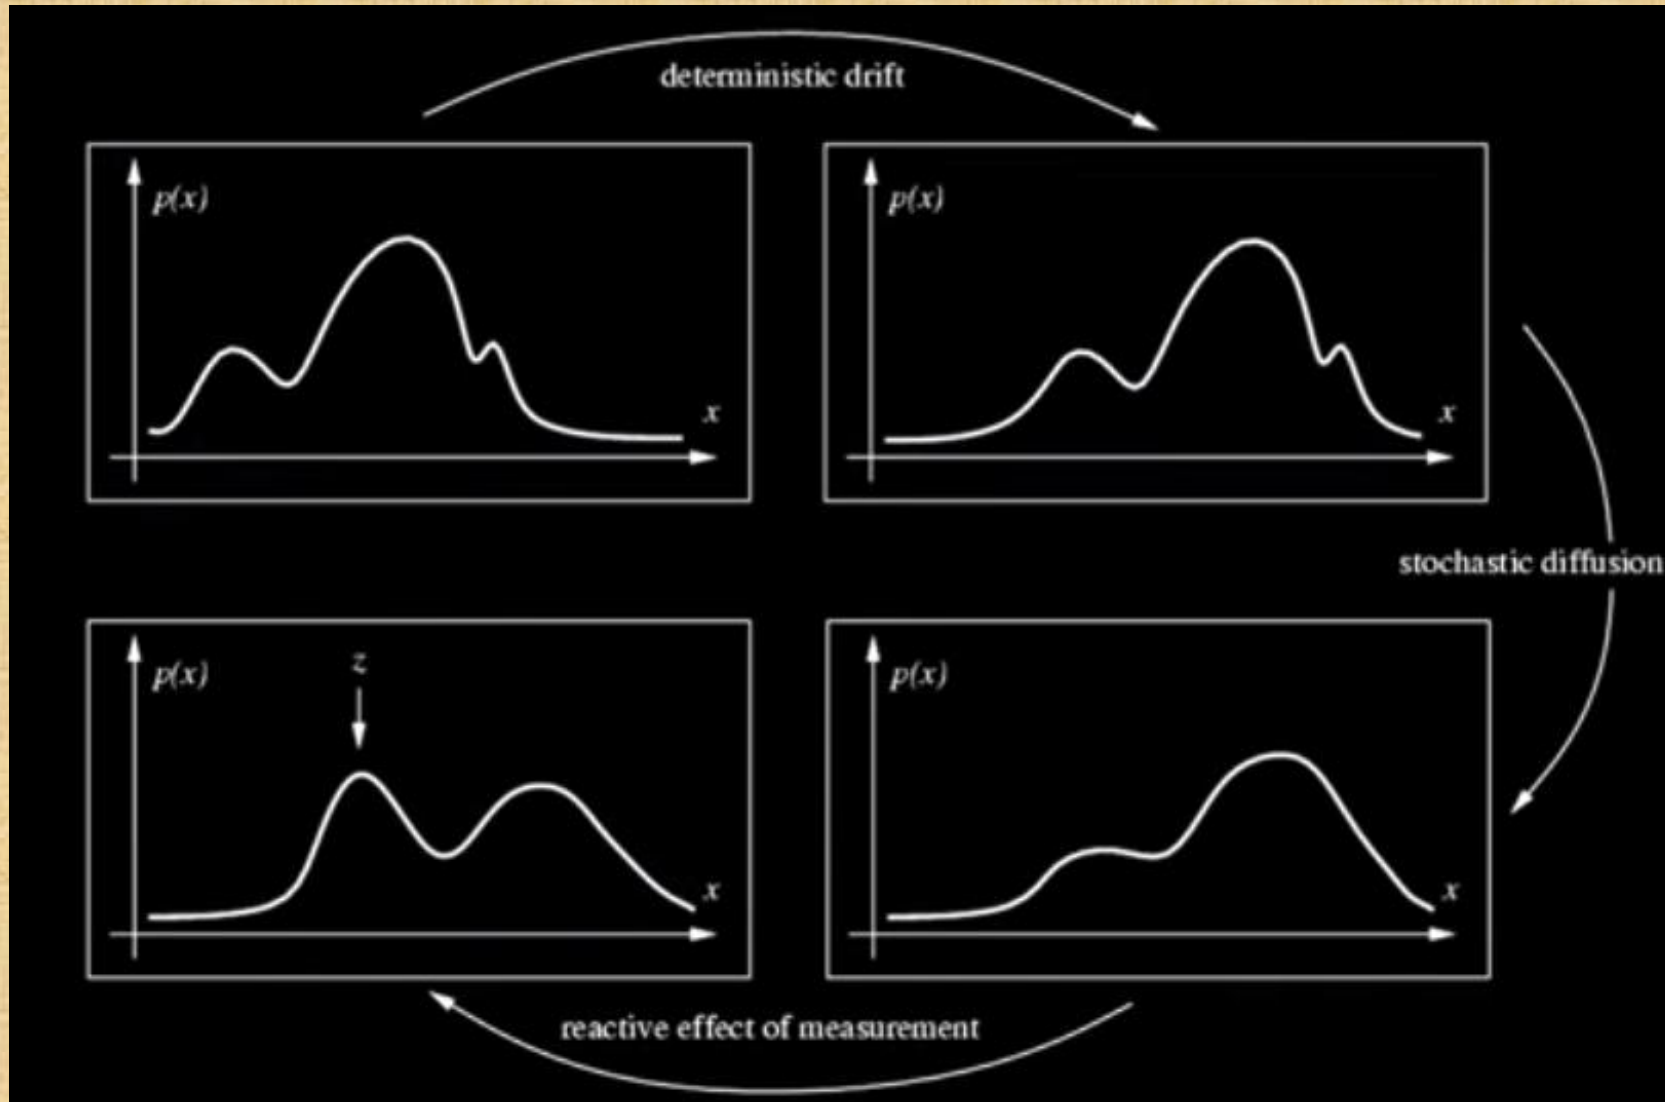 deterministic drift
p(x)
x
p(x)
x
stochastic diffusion
p(x)
z
x
p(x)
x
reactive effect of measurement